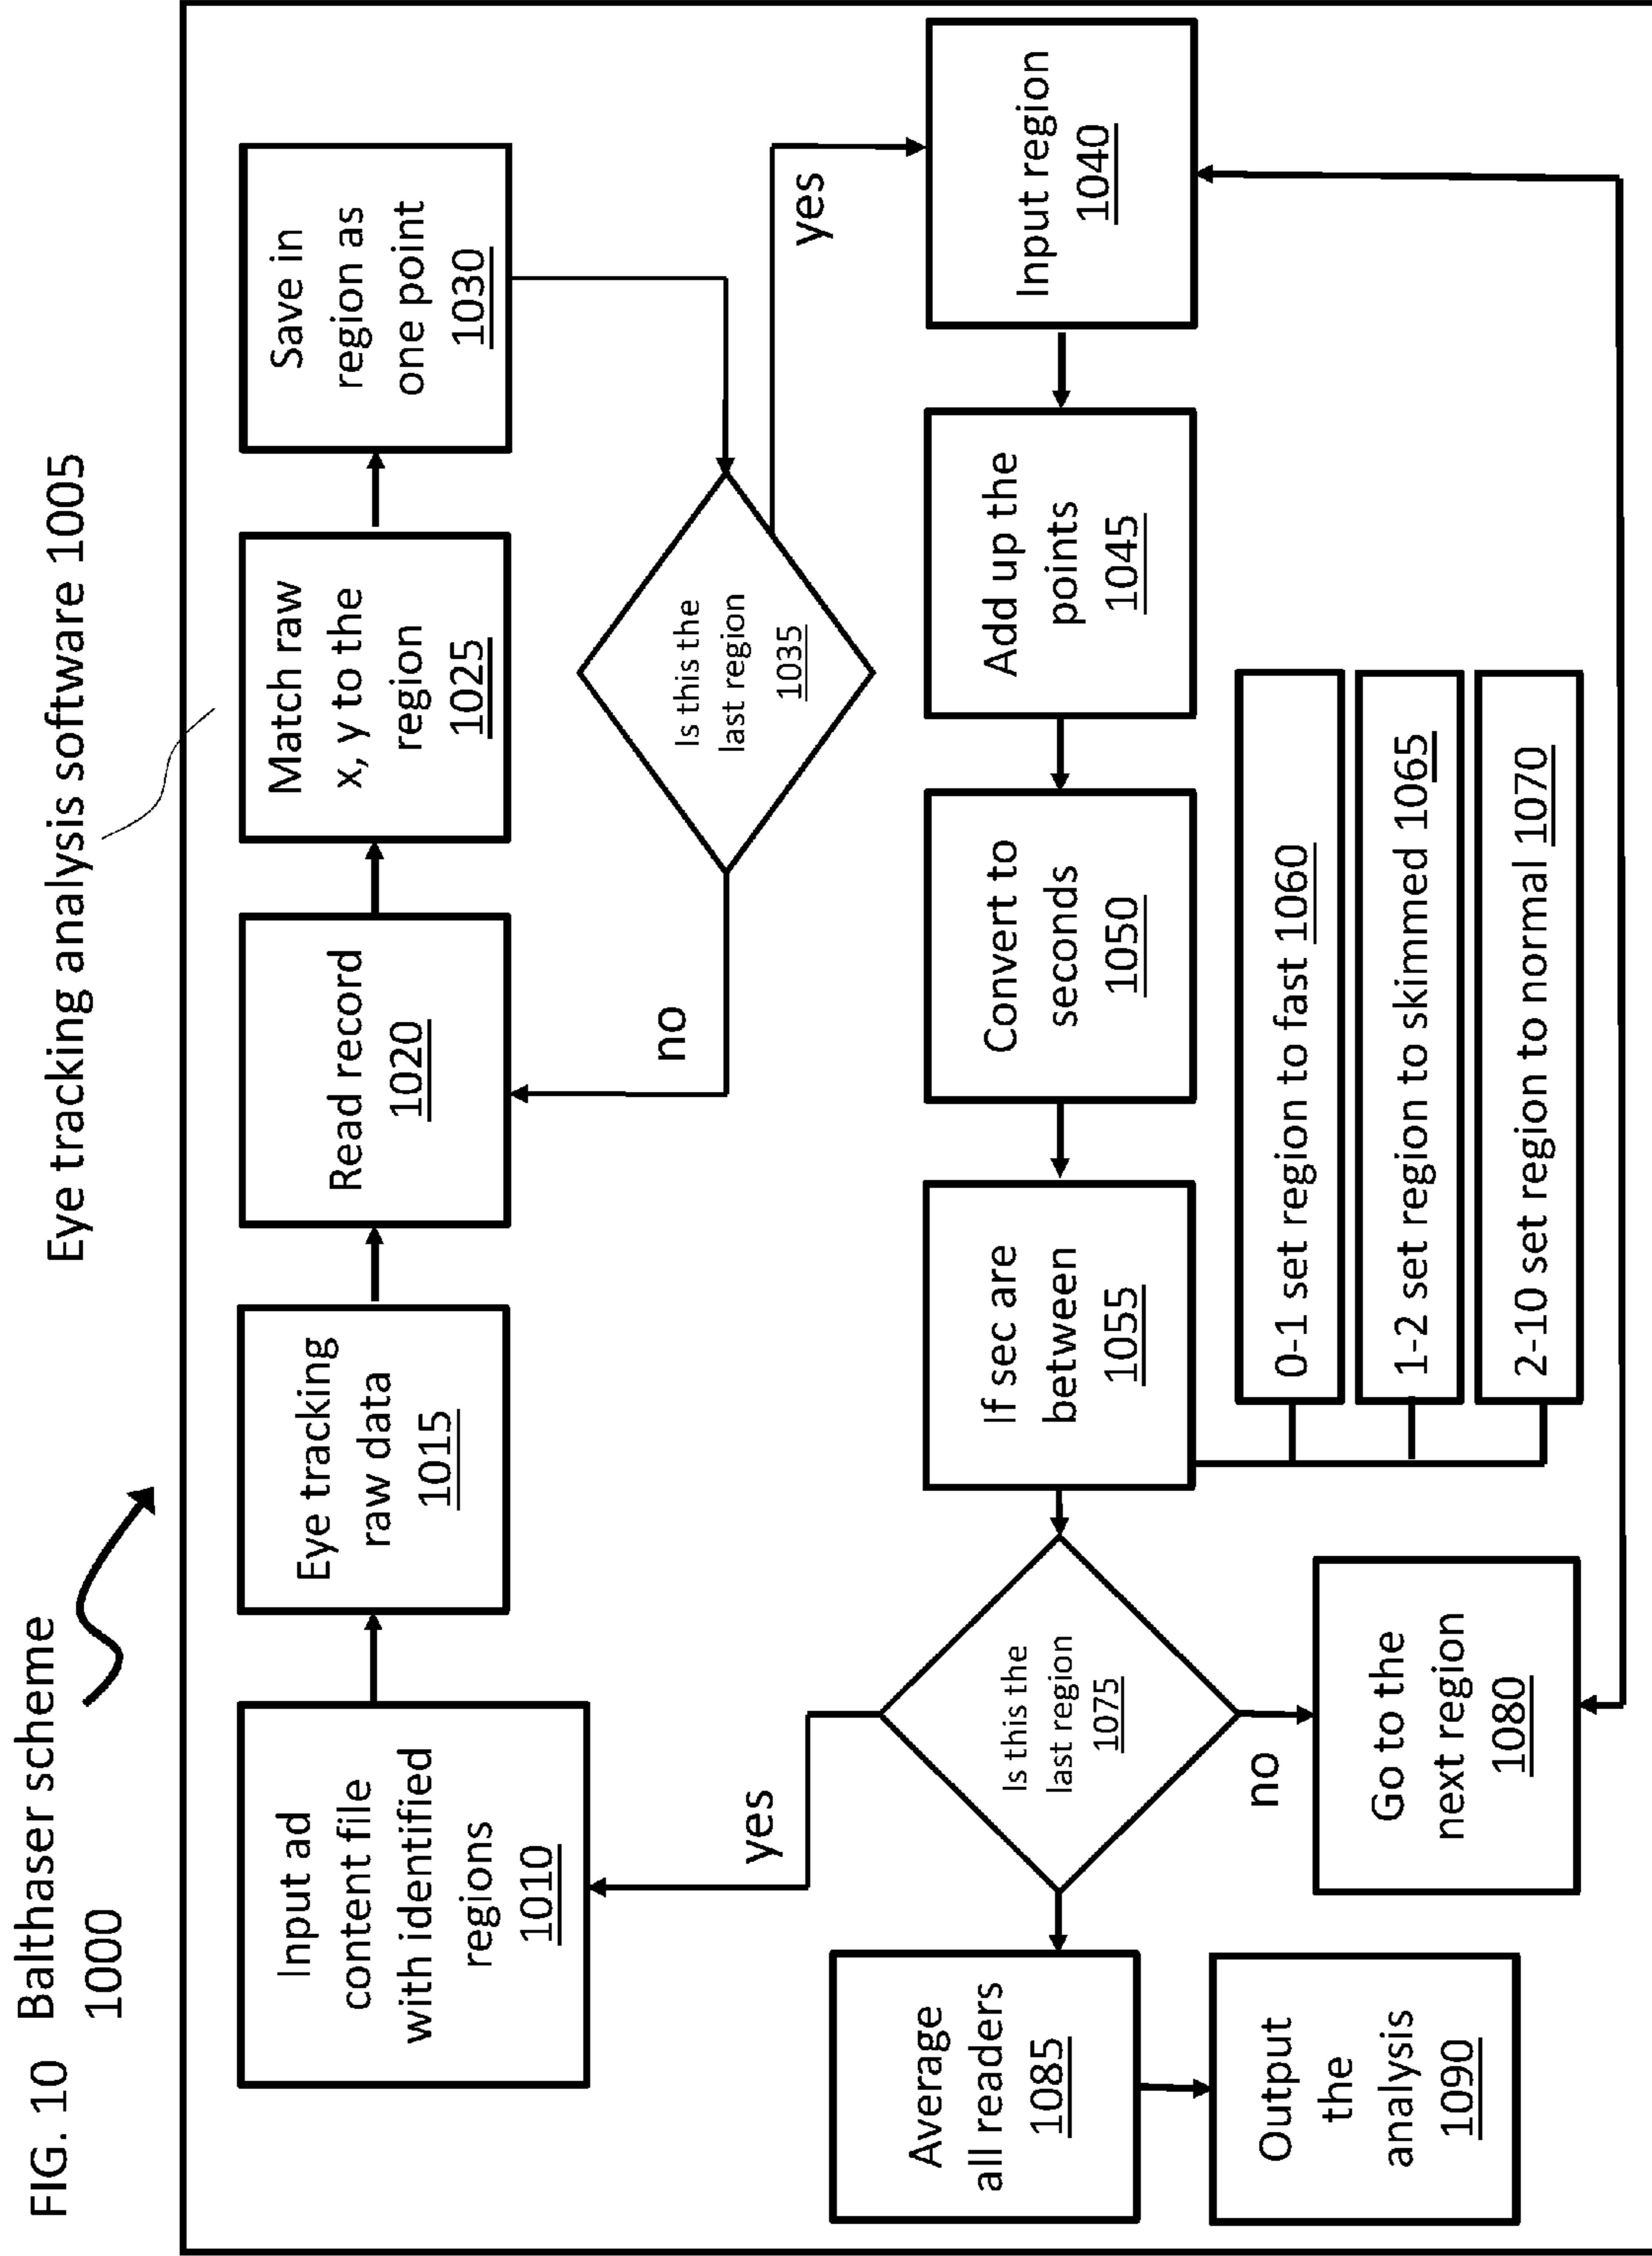 FIG. 10 Balthaser scheme
1000
Eye tracking analysis software 1005
Input ad
content file
with identified
regions
1010
Eye tracking
raw data
1015
Read record
1020
Match raw
x, y to the
region
1025
Save in
region as
one point
1030
Is this the
last region
1035
no
yes
Input region
1040
Add up the
points
1045
Convert to
seconds
1050
If sec are
between
1055
0-1 set region to fast 1060
1-2 set region to skimmed 1065
2-10 set region to normal 1070
Is this the
last region
1075
yes
no
Go to the
next region
1080
Average
all readers
1085
Output
the
analysis
1090